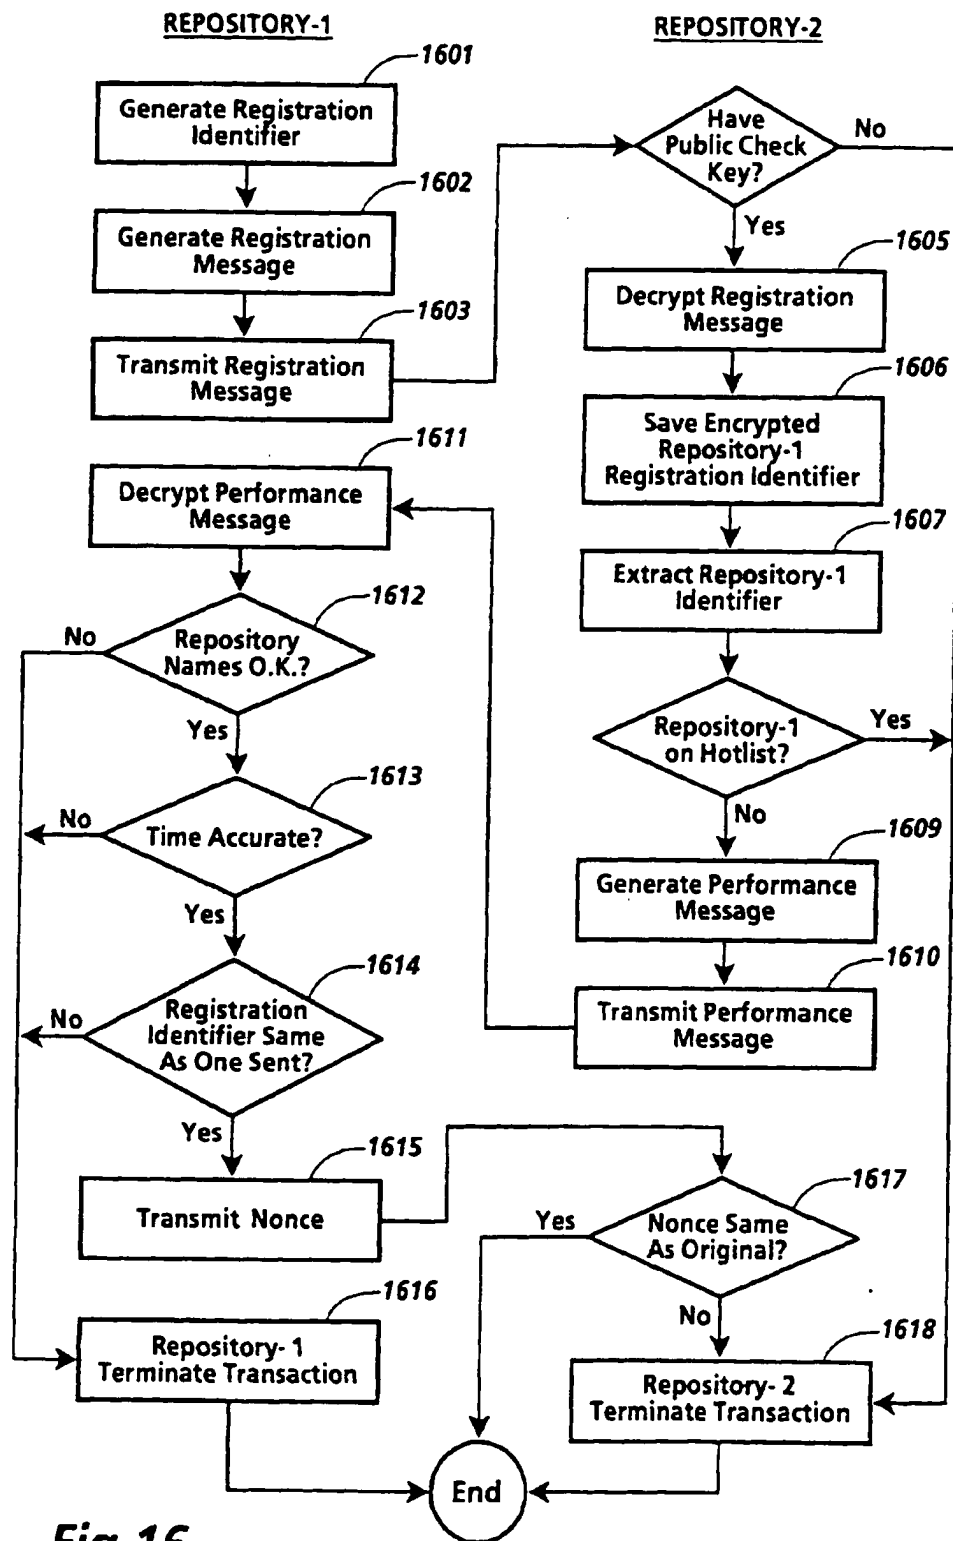 REPOSITORY-1
1601
Generate Registration
Identifier
1602
Generate Registration
Message
1603
Transmit Registration
Message
1611
Decrypt Performance
Message
1612
No
Repository
Names O.K.?
Yes
1613
No
Time Accurate?
Yes
1614
No
Registration
Identifier Same
As One Sent?
Yes
1615
Transmit Nonce
1616
Repository- 1
Terminate Transaction
REPOSITORY-2
Have
Public Check
Key?
No
Yes
1605
Decrypt Registration
Message
1606
Save Encrypted
Repository-1
Registration Identifier
1607
Extract Repository-1
Identifier
Repository-1
on Hotlist?
Yes
No
1609
Generate Performance
Message
1610
Transmit Performance
Message
1617
Yes
Nonce Same
As Original?
No
1618
Repository- 2
Terminate Transaction
End
Fig. 16